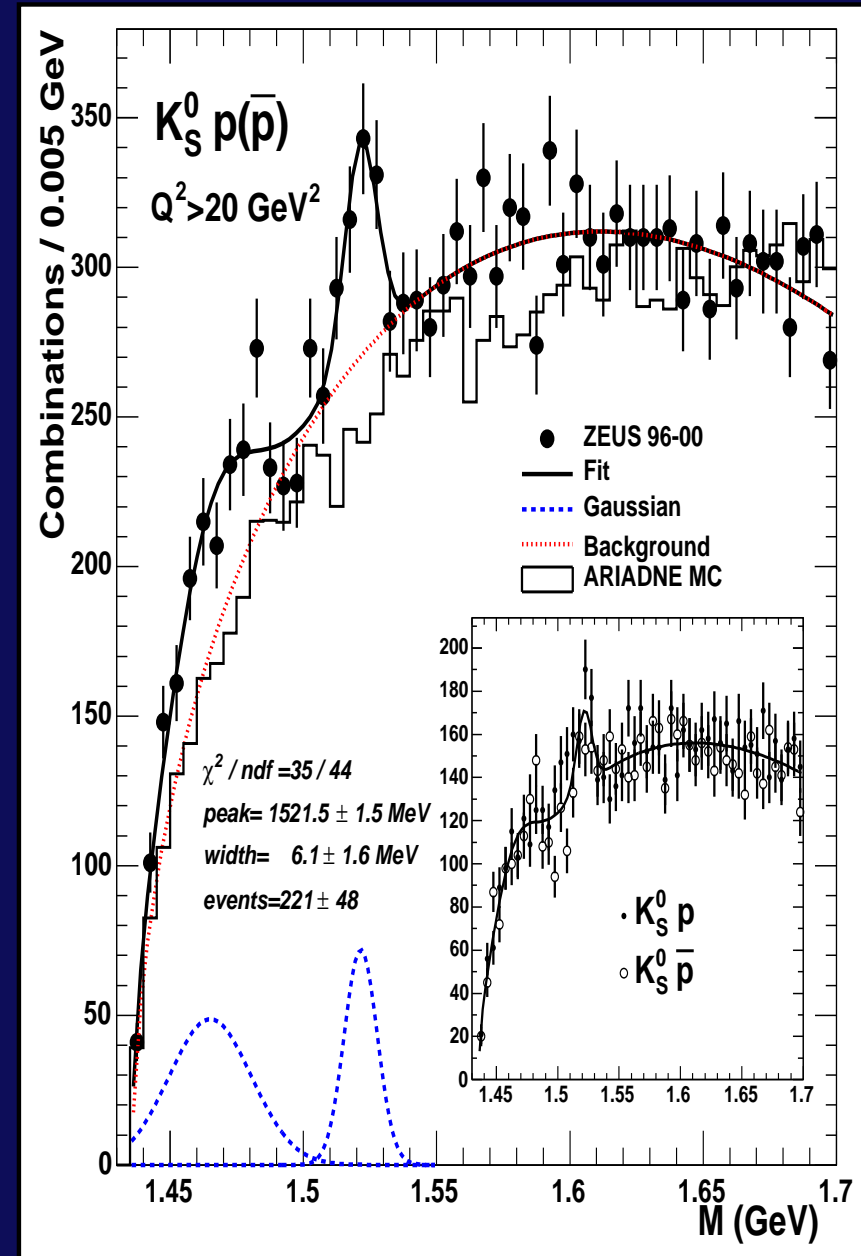 Combinations / 0.005 GeV
350
300
250
200
150
100
50
0
K⁰_S p(p̅)
Q²>20 GeV²
ZEUS 96-00
Fit
Gaussian
Background
ARIADNE MC
χ² / ndf =35 / 44
peak= 1521.5 ± 1.5 MeV
width= 6.1 ± 1.6 MeV
events=221 ± 48
200
180
160
140
120
100
80
60
40
20
0
K⁰_S p
K⁰_S p̅
1.45 1.5 1.55 1.6 1.65 1.7
1.45 1.5 1.55 1.6 1.65 1.7
M (GeV)